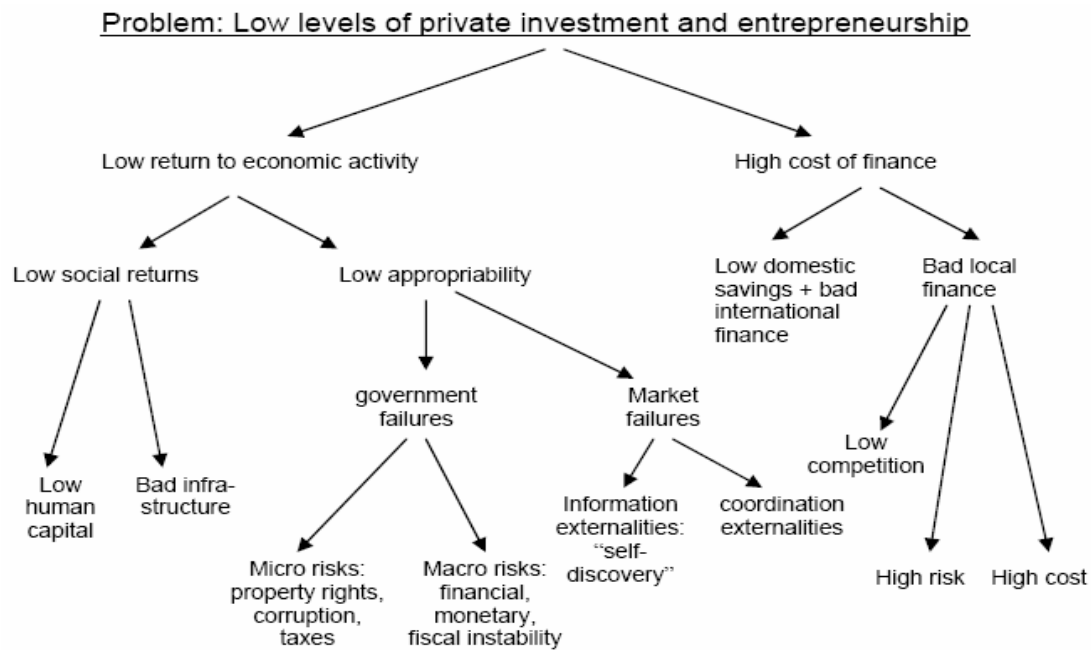 Problem: Low levels of private investment and entrepreneurship
Low return to economic activity
High cost of finance
Low social returns
Low appropriability
Low domestic
savings + bad
international
finance
Bad local
finance
government
failures
Market
failures
Low
competition
Low
human
capital
Bad infra-
structure
Information
externalities:
“self-
discovery”
coordination
externalities
Micro risks:
property rights,
corruption,
taxes
Macro risks:
financial,
monetary,
fiscal instability
High risk
High cost